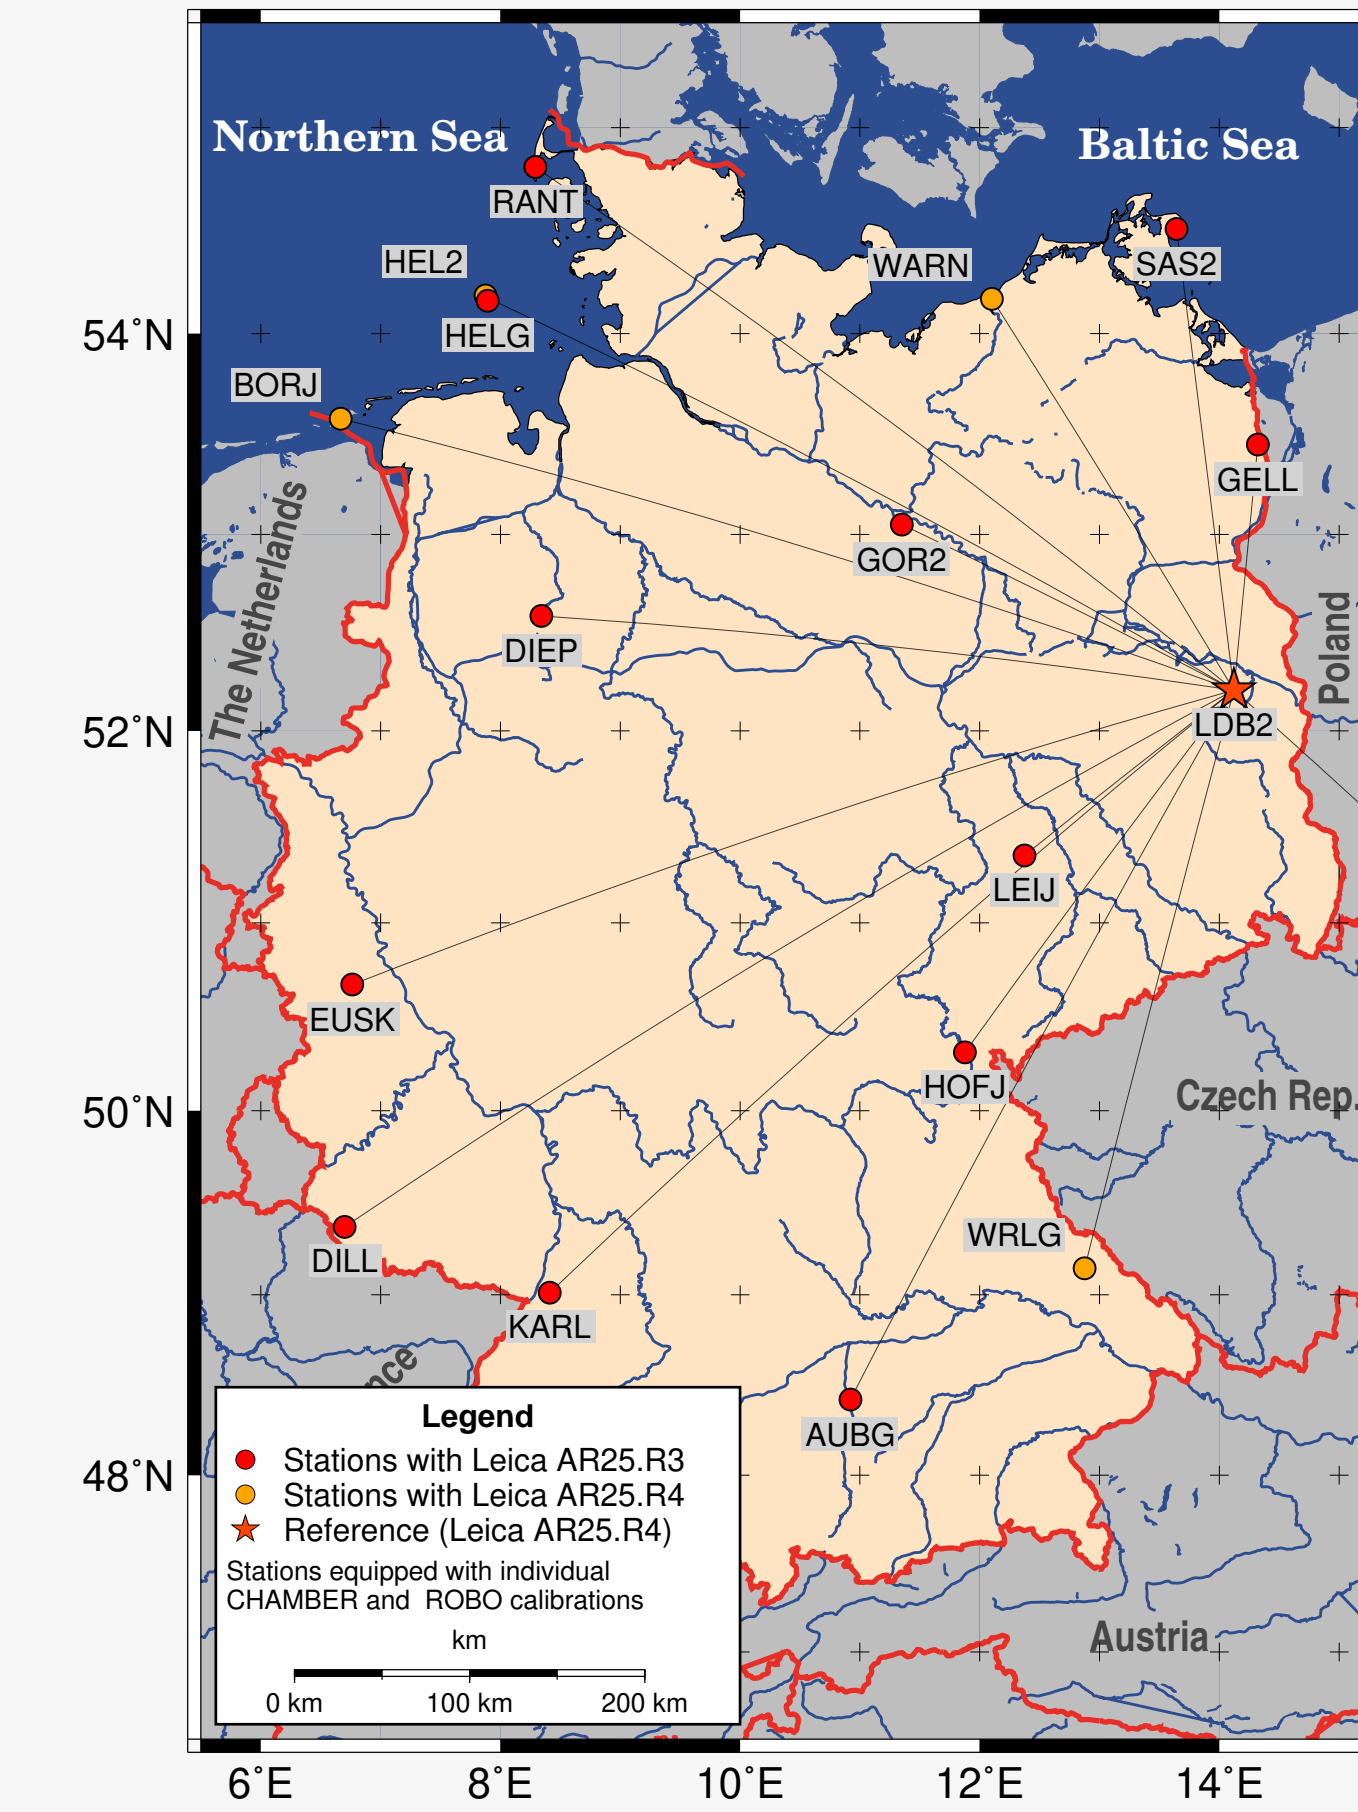 Northern Sea
Baltic Sea
RANT
HEL2
WARN
SAS2
HELG
54°N
BORJ
GELL
The Netherlands
GOR2
DIEP
Poland
LDB2
52°N
LEIJ
EUSK
HOFJ
Czech Rep.
50°N
WRLG
DILL
KARL
nce
AUBG
Legend
Stations with Leica AR25.R3
Stations with Leica AR25.R4
Reference (Leica AR25.R4)
Stations equipped with individual
CHAMBER and ROBO calibrations
km
0 km 100 km 200 km
48°N
Austria
6°E 8°E 10°E 12°E 14°E